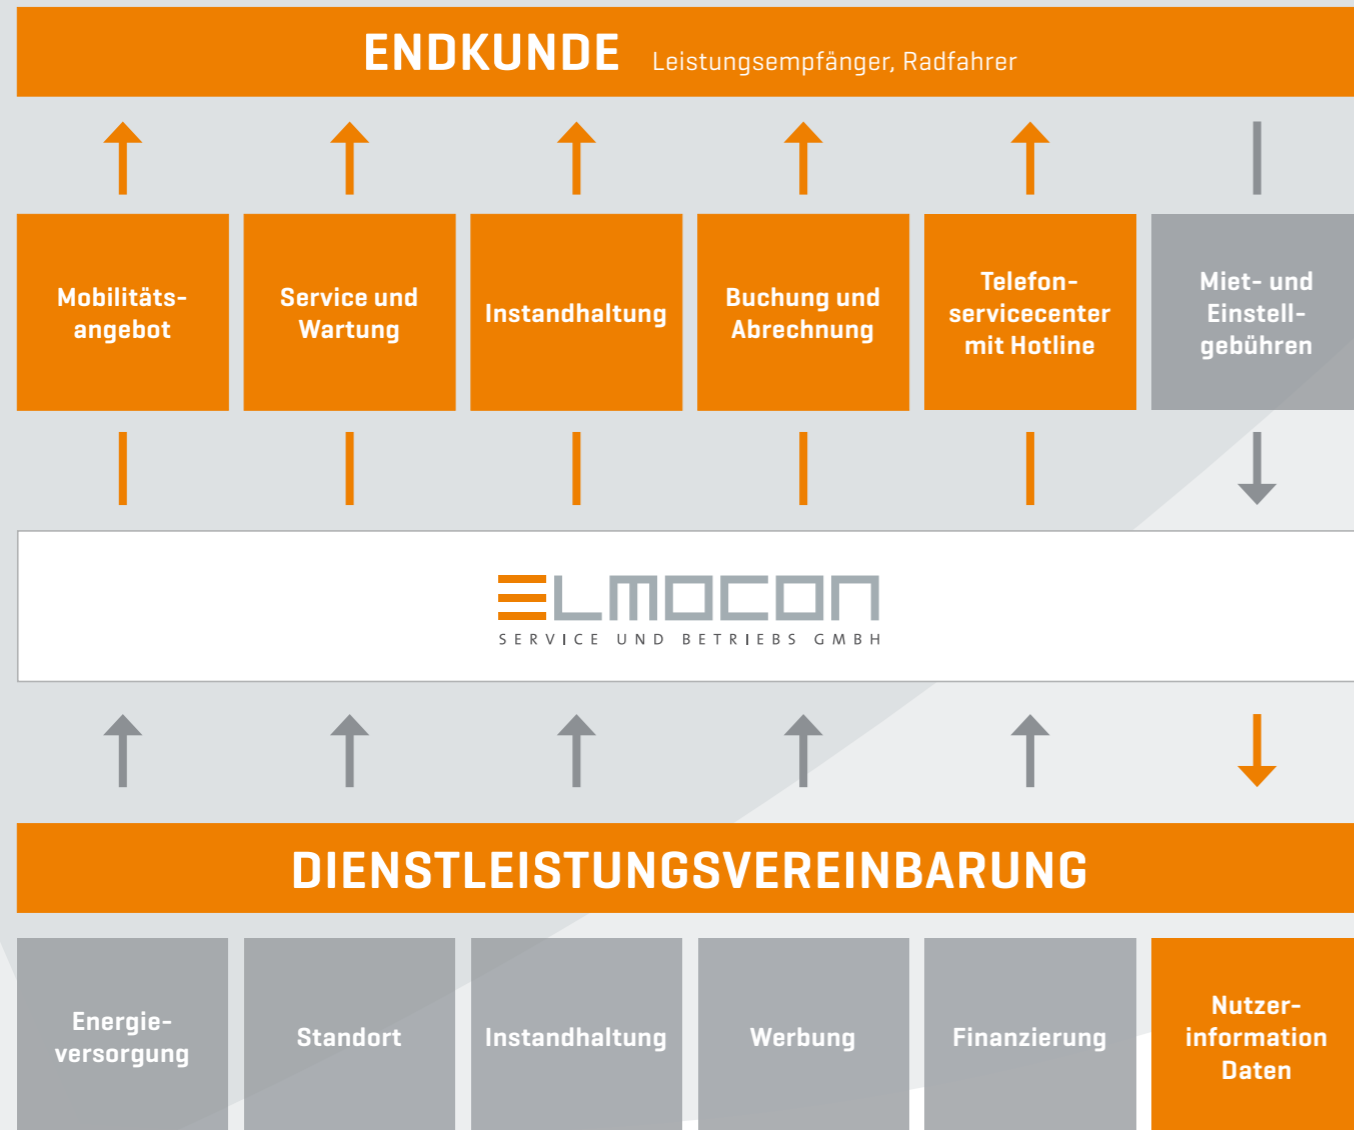 ENDKUNDE Leistungsempfänger, Radfahrer
Mobilitäts-
angebot
Service und
Wartung
Instandhaltung
Buchung und
Abrechnung
Telefon-
servicecenter
mit Hotline
Miet- und
Einstell-
gebühren
ELMOCON
SERVICE UND BETRIEBS GMBH
DIENSTLEISTUNGSVEREINBARUNG
Energie-
versorgung
Standort
Instandhaltung
Werbung
Finanzierung
Nutzer-
information
Daten